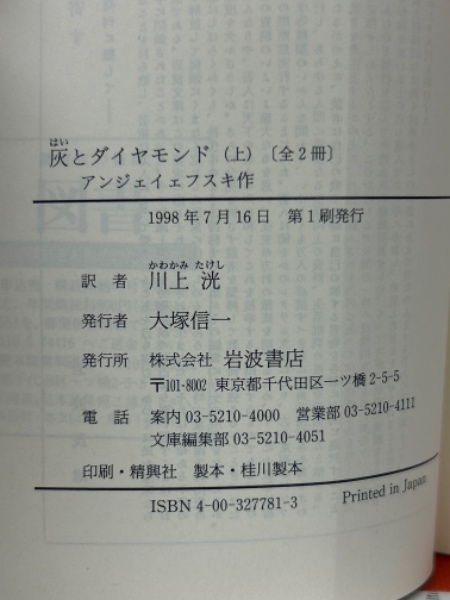 はい
灰とダイヤモンド（上）〔全2冊〕
アンジェイェフスキ作
1998年7月16日 第1刷発行
かわかみ たけし
訳者 川上洸
発行者 大塚信一
発行所 株式会社 岩波書店
〒101-8002 東京都千代田区一ツ橋2-5-5
電話 案内03-5210-4000 営業部03-5210-4111
文庫編集部03-5210-4051
印刷・精興社 製本・桂川製本
ISBN 4-00-327781-3 Printed in Japan